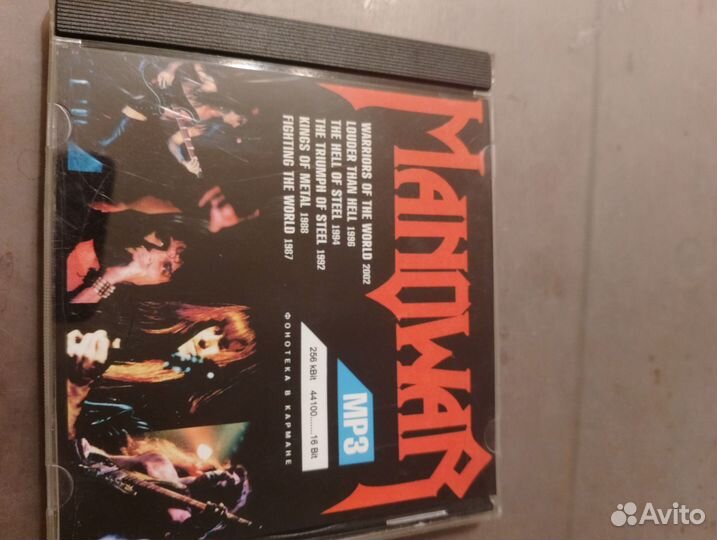 MANOWAR
WARRIORS OF THE WORLD 2002
LOUDER THAN HELL 1996
THE HELL OF STEEL 1994
THE TRIUMPH OF STEEL 1992
KINGS OF METAL 1988
FIGHTING THE WORLD 1987
MP3
256 kBit 44100.......16 Bit
ФОНОТЕКА В КАРМАНЕ
Avito